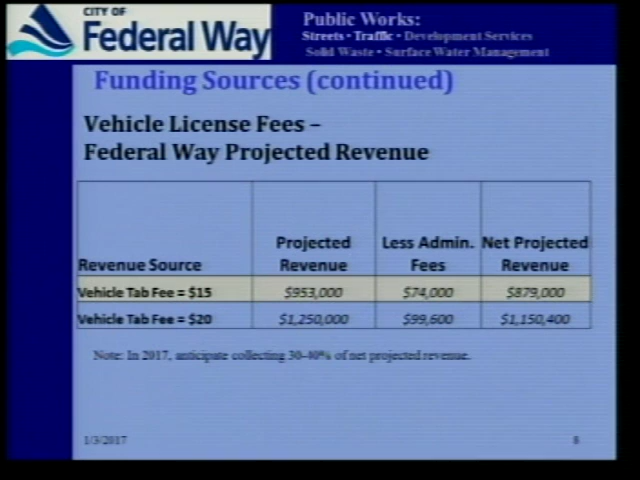 CITY OF
Federal Way
Public Works:
Streets • Traffic • Development Services
Solid Waste • Surface Water Management
Funding Sources (continued)
Vehicle License Fees –
Federal Way Projected Revenue
Revenue Source Projected Revenue Less Admin. Fees Net Projected Revenue
Vehicle Tab Fee = $15 $953,000 $74,000 $879,000
Vehicle Tab Fee = $20 $1,250,000 $99,600 $1,150,400
Note: In 2017, anticipate collecting 30-40% of net projected revenue.
1/3/2017 8